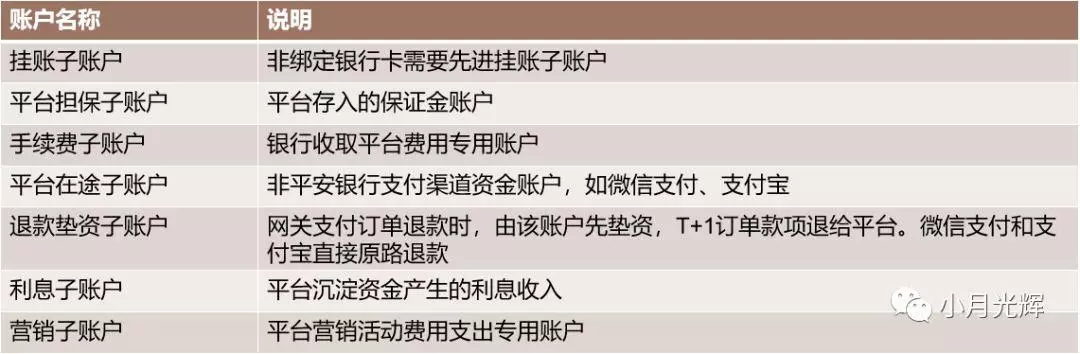 账户名称 说明
挂账子账户 非绑定银行卡需要先进挂账子账户
平台担保子账户 平台存入的保证金账户
手续费子账户 银行收取平台费用专用账户
平台在途子账户 非平安银行支付渠道资金账户，如微信支付、支付宝
退款垫资子账户 网关支付订单退款时，由该账户先垫资，T+1订单款项退给平台。微信支付和支
付宝直接原路退款
利息子账户 平台沉淀资金产生的利息收入
营销子账户 平台营销活动费用支出专用账户
小月光辉